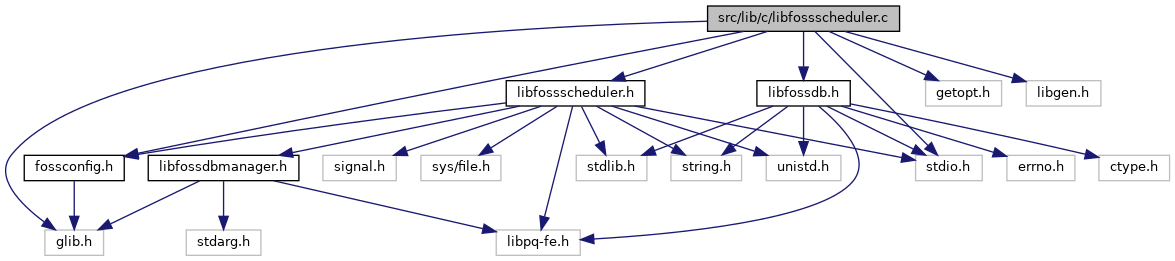 src/lib/c/libfossscheduler.c
libfossscheduler.h
libfossdb.h
getopt.h
libgen.h
fossconfig.h
libfossdbmanager.h
signal.h
sys/file.h
stdlib.h
string.h
unistd.h
stdio.h
errno.h
ctype.h
glib.h
stdarg.h
libpq-fe.h